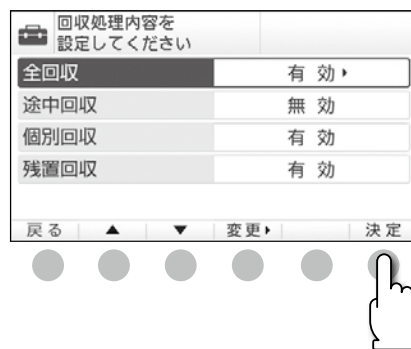 回収処理内容を
設定してください
全回収 有 効▶
途中回収 無 効
個別回収 有 効
残置回収 有 効
戻る ▲ ▼ 変更▶ 決 定